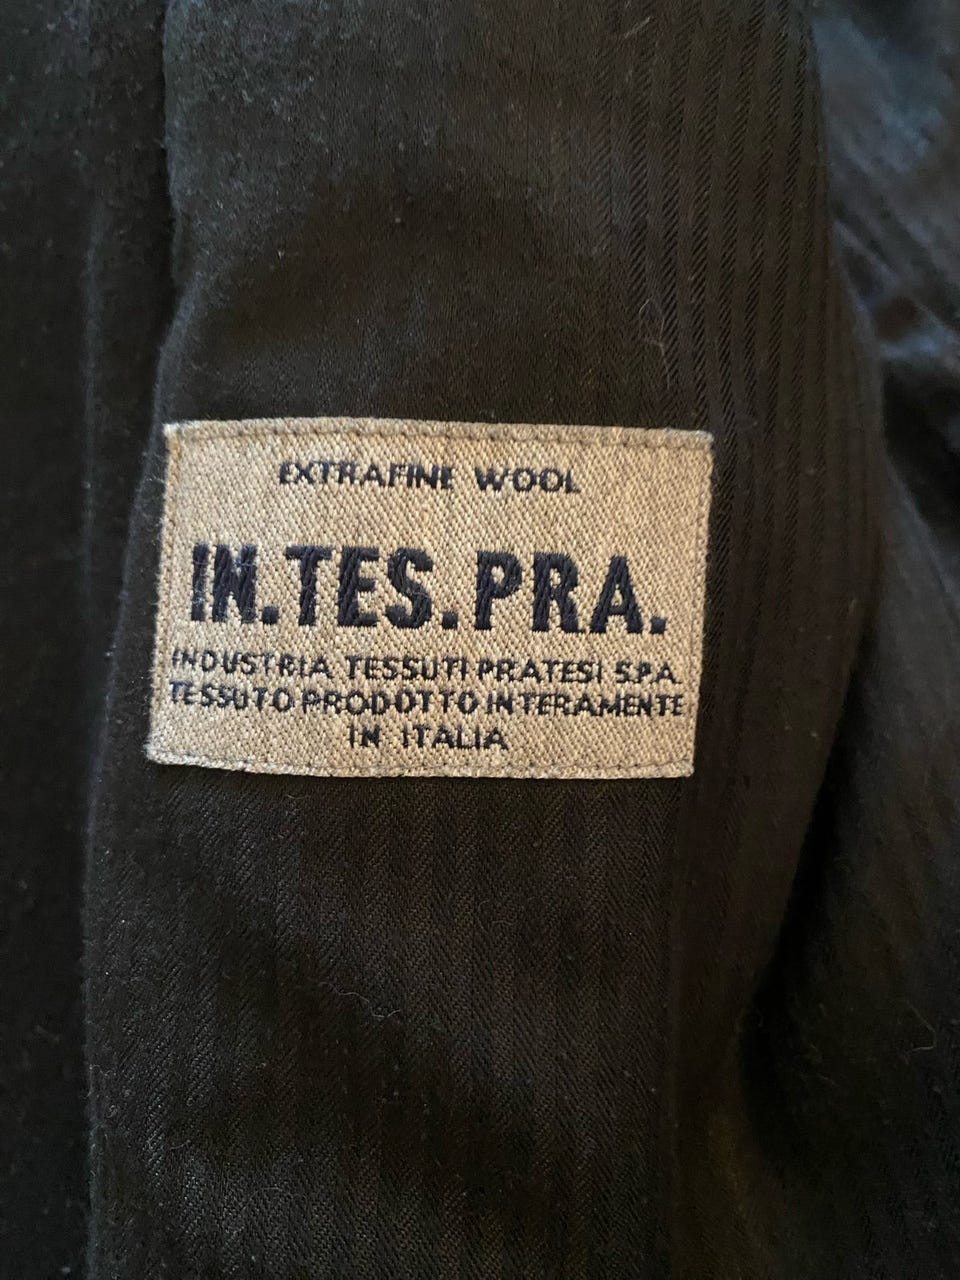 EXTRAFINE WOOL
IN.TES.PRA.
INDUSTRIA TESSUTI PRATESI S.P.A.
TESSUTO PRODOTTO INTERAMENTE
IN ITALIA